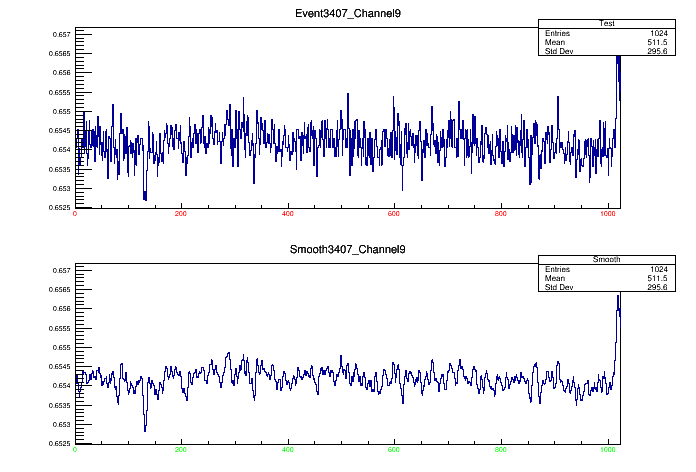 Event3407_Channel9
Test
Entries 1024
Mean 511.5
Std Dev 295.6
0.657
0.6565
0.656
0.6555
0.655
0.6545
0.654
0.6535
0.653
0.6525
0 200 400 600 800 1000
Smooth3407_Channel9
Smooth
Entries 1024
Mean 511.5
Std Dev 295.6
0.657
0.6565
0.656
0.6555
0.655
0.6545
0.654
0.6535
0.653
0.6525
0 200 400 600 800 1000